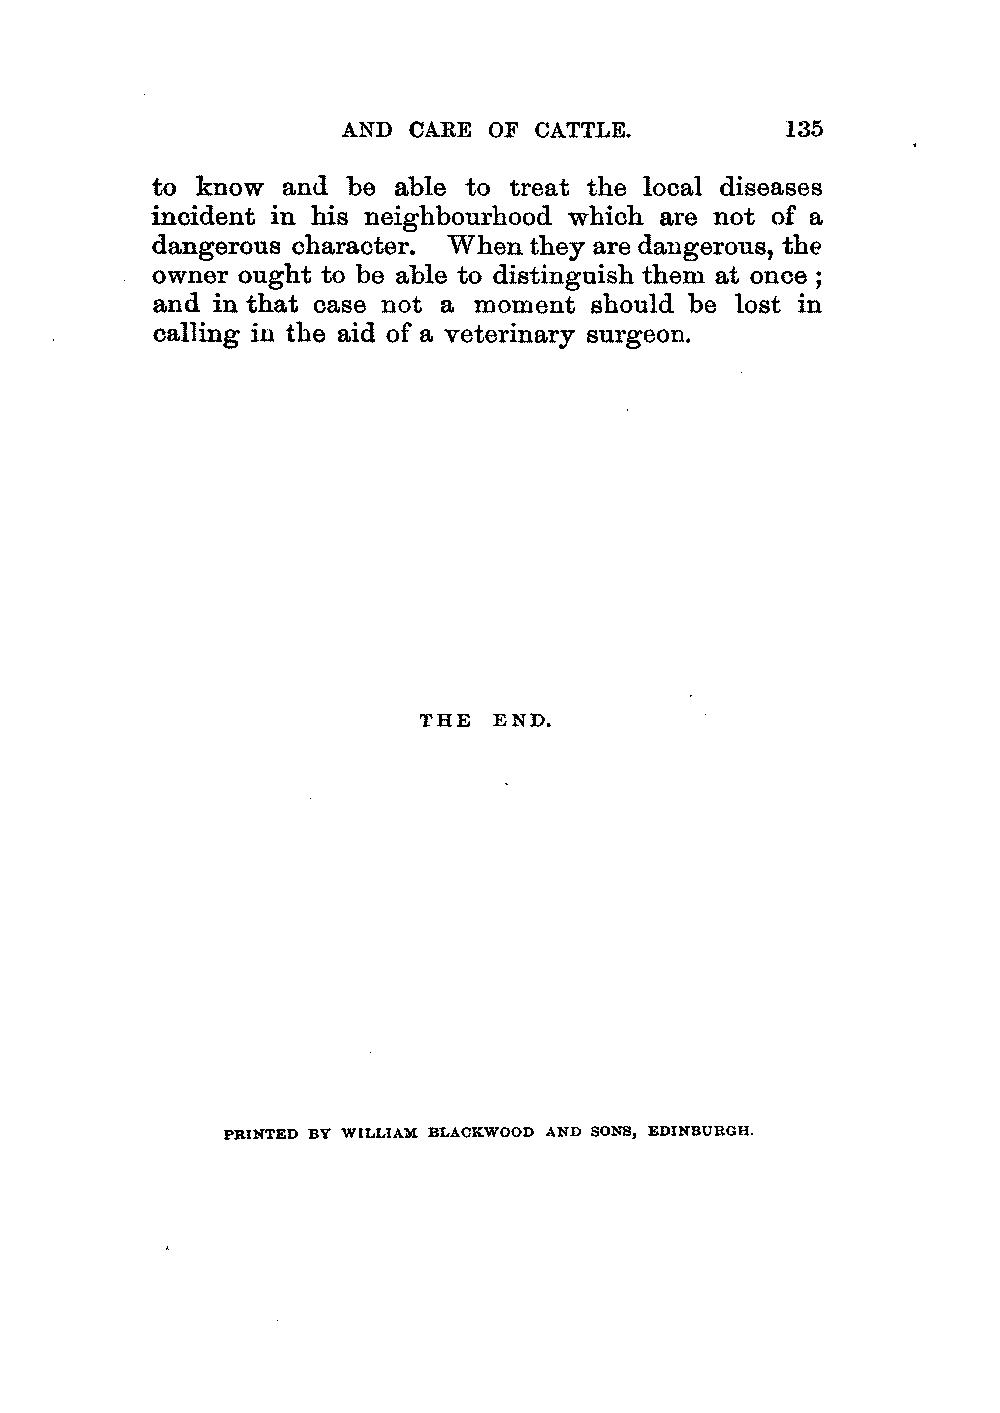 AND CARE OF CATTLE. 135
to know and be able to treat the local diseases
incident in his neighbourhood which are not of a
dangerous character. When they are dangerous, the
owner ought to be able to distinguish them at once ;
and in that case not a moment should be lost in
calling in the aid of a veterinary surgeon.
THE END.
PRINTED BY WILLIAM BLACKWOOD AND SONS, EDINBURGH.